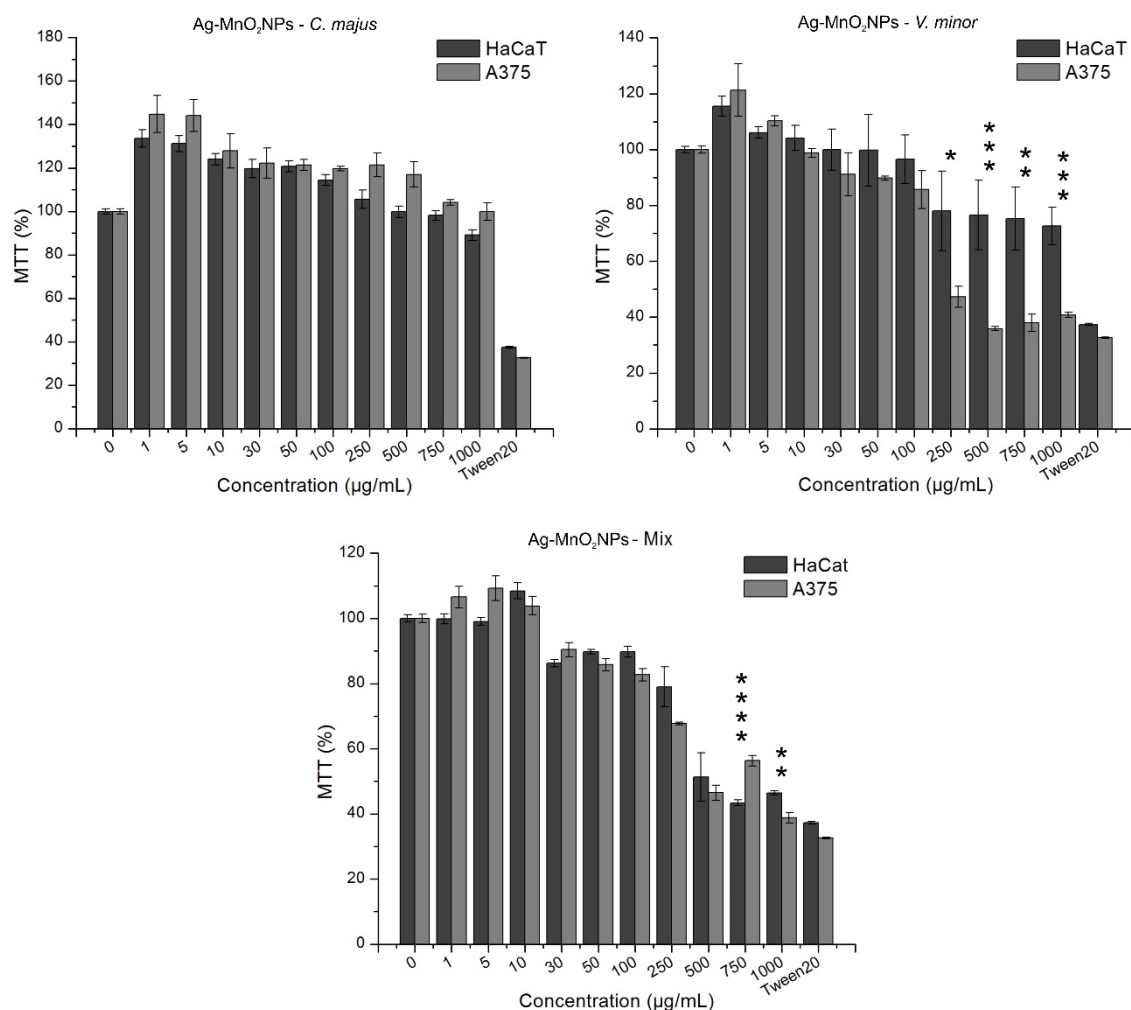 Ag-MnO₂NPs - C. majus
HaCaT
A375
180
160
140
120
100
80
60
40
20
0
MTT (%)
0 1 5 10 30 50 100 250 500 750 1000 Tween20
Concentration (µg/mL)
Ag-MnO₂NPs - V. minor
HaCaT
A375
140
120
100
80
60
40
20
0
MTT (%)
*
***
**
***
0 1 5 10 30 50 100 250 500 750 1000 Tween20
Concentration (µg/mL)
Ag-MnO₂NPs - Mix
HaCat
A375
120
100
80
60
40
20
0
MTT (%)
****
**
0 1 5 10 30 50 100 250 500 750 1000 Tween20
Concentration (µg/mL)